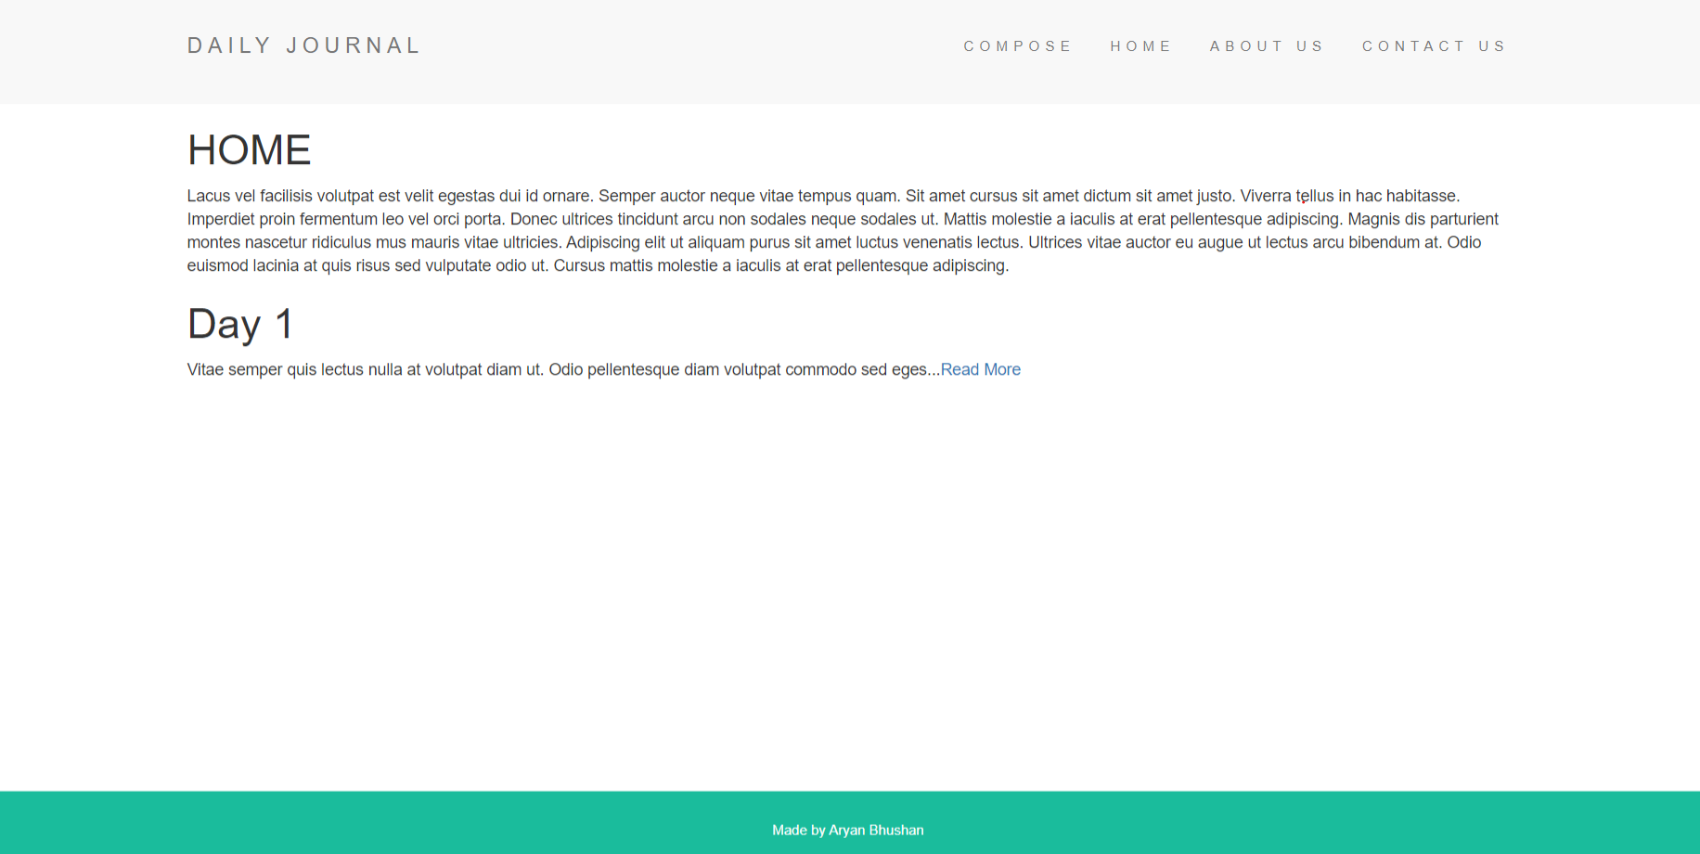 DAILY JOURNAL
COMPOSE HOME ABOUT US CONTACT US
HOME
Lacus vel facilisis volutpat est velit egestas dui id ornare. Semper auctor neque vitae tempus quam. Sit amet cursus sit amet dictum sit amet justo. Viverra tellus in hac habitasse.
Imperdiet proin fermentum leo vel orci porta. Donec ultrices tincidunt arcu non sodales neque sodales ut. Mattis molestie a iaculis at erat pellentesque adipiscing. Magnis dis parturient
montes nascetur ridiculus mus mauris vitae ultricies. Adipiscing elit ut aliquam purus sit amet luctus venenatis lectus. Ultrices vitae auctor eu augue ut lectus arcu bibendum at. Odio
euismod lacinia at quis risus sed vulputate odio ut. Cursus mattis molestie a iaculis at erat pellentesque adipiscing.
Day 1
Vitae semper quis lectus nulla at volutpat diam ut. Odio pellentesque diam volutpat commodo sed eges...Read More
Made by Aryan Bhushan